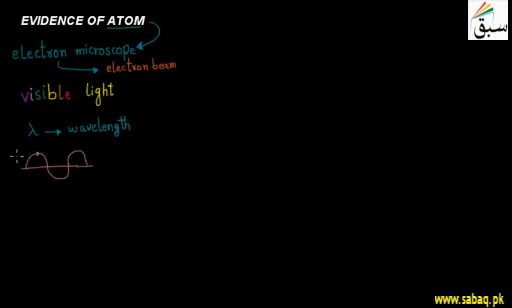 سبق
EVIDENCE OF ATOM
electron microscope
electron beam
visible light
λ → wavelength
www.sabaq.pk